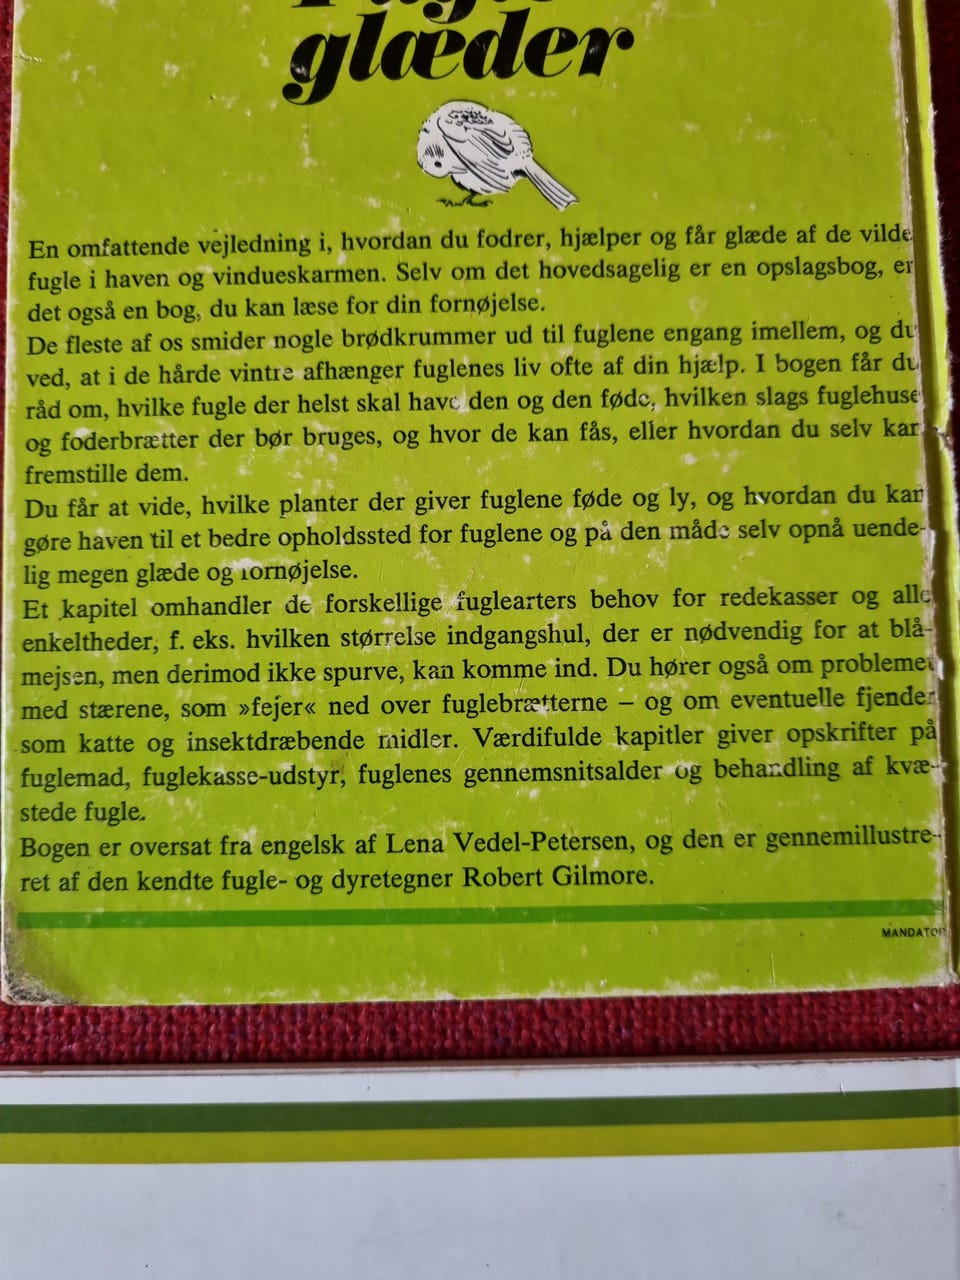 glæder
En omfattende vejledning i, hvordan du fodrer, hjælper og får glæde af de vilde
fugle i haven og vindueskarmen. Selv om det hovedsagelig er en opslagsbog, er
det også en bog, du kan læse for din fornøjelse.
De fleste af os smider nogle brødkrummer ud til fuglene engang imellem, og du
ved, at i de hårde vintre afhænger fuglenes liv ofte af din hjælp. I bogen får du
råd om, hvilke fugle der helst skal have den og den føde, hvilken slags fuglehuse
og foderbrætter der bør bruges, og hvor de kan fås, eller hvordan du selv kan
fremstille dem.
Du får at vide, hvilke planter der giver fuglene føde og ly, og hvordan du kan
gøre haven til et bedre opholdssted for fuglene og på den måde selv opnå uende-
lig megen glæde og fornøjelse.
Et kapitel omhandler de forskellige fuglearters behov for redekasser og alle
enkeltheder, f. eks. hvilken størrelse indgangshul, der er nødvendig for at blå-
mejsen, men derimod ikke spurve, kan komme ind. Du hører også om problemet
med stærene, som »fejer« ned over fuglebrætterne – og om eventuelle fjender
som katte og insektdræbende midler. Værdifulde kapitler giver opskrifter på
fuglemad, fuglekasse-udstyr, fuglenes gennemsnitsalder og behandling af kvæ-
stede fugle.
Bogen er oversat fra engelsk af Lena Vedel-Petersen, og den er gennemillustre-
ret af den kendte fugle- og dyretegner Robert Gilmore.
MANDATOR